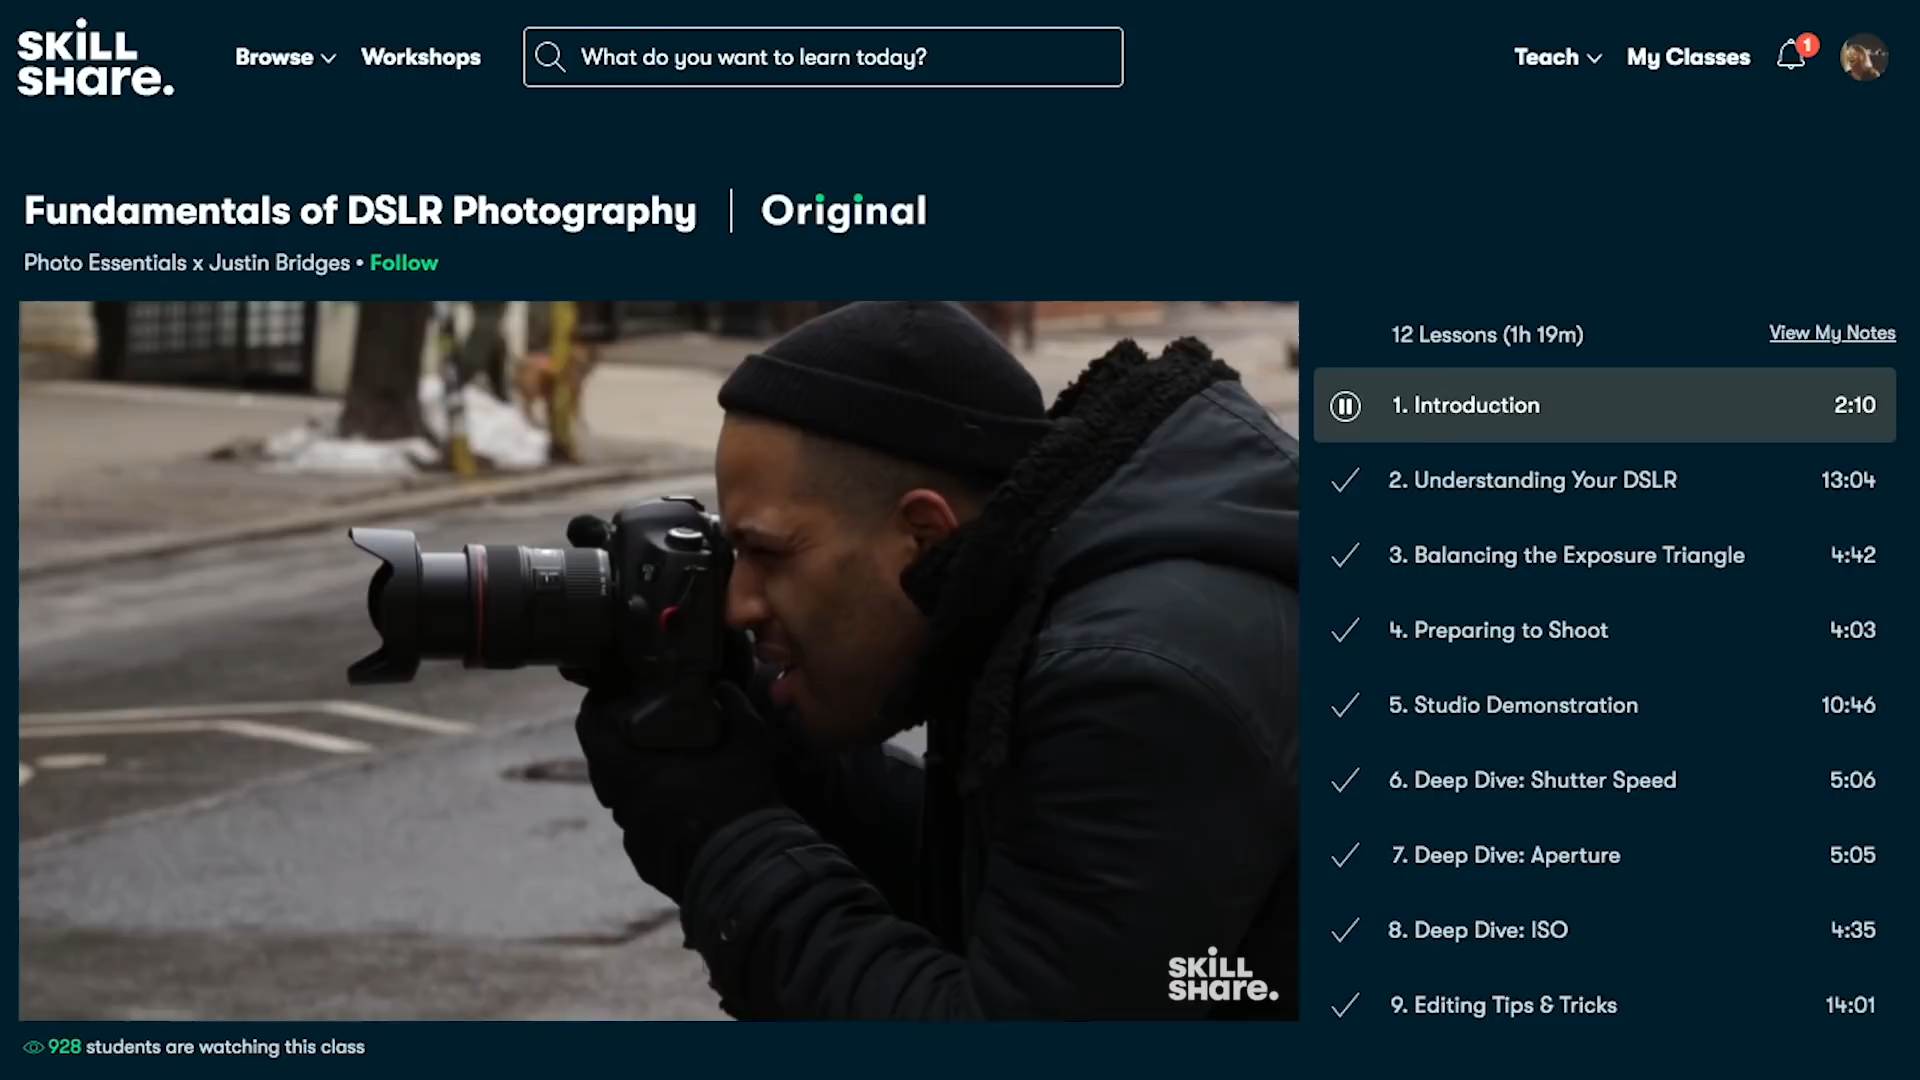 SKILL
SHare.
Browse
Workshops
What do you want to learn today?
Teach
My Classes
1
Fundamentals of DSLR Photography | Original
Photo Essentials x Justin Bridges • Follow
12 Lessons (1h 19m)
View My Notes
1. Introduction 2:10
2. Understanding Your DSLR 13:04
3. Balancing the Exposure Triangle 4:42
4. Preparing to Shoot 4:03
5. Studio Demonstration 10:46
6. Deep Dive: Shutter Speed 5:06
7. Deep Dive: Aperture 5:05
8. Deep Dive: ISO 4:35
9. Editing Tips & Tricks 14:01
SKILL
SHare.
928 students are watching this class